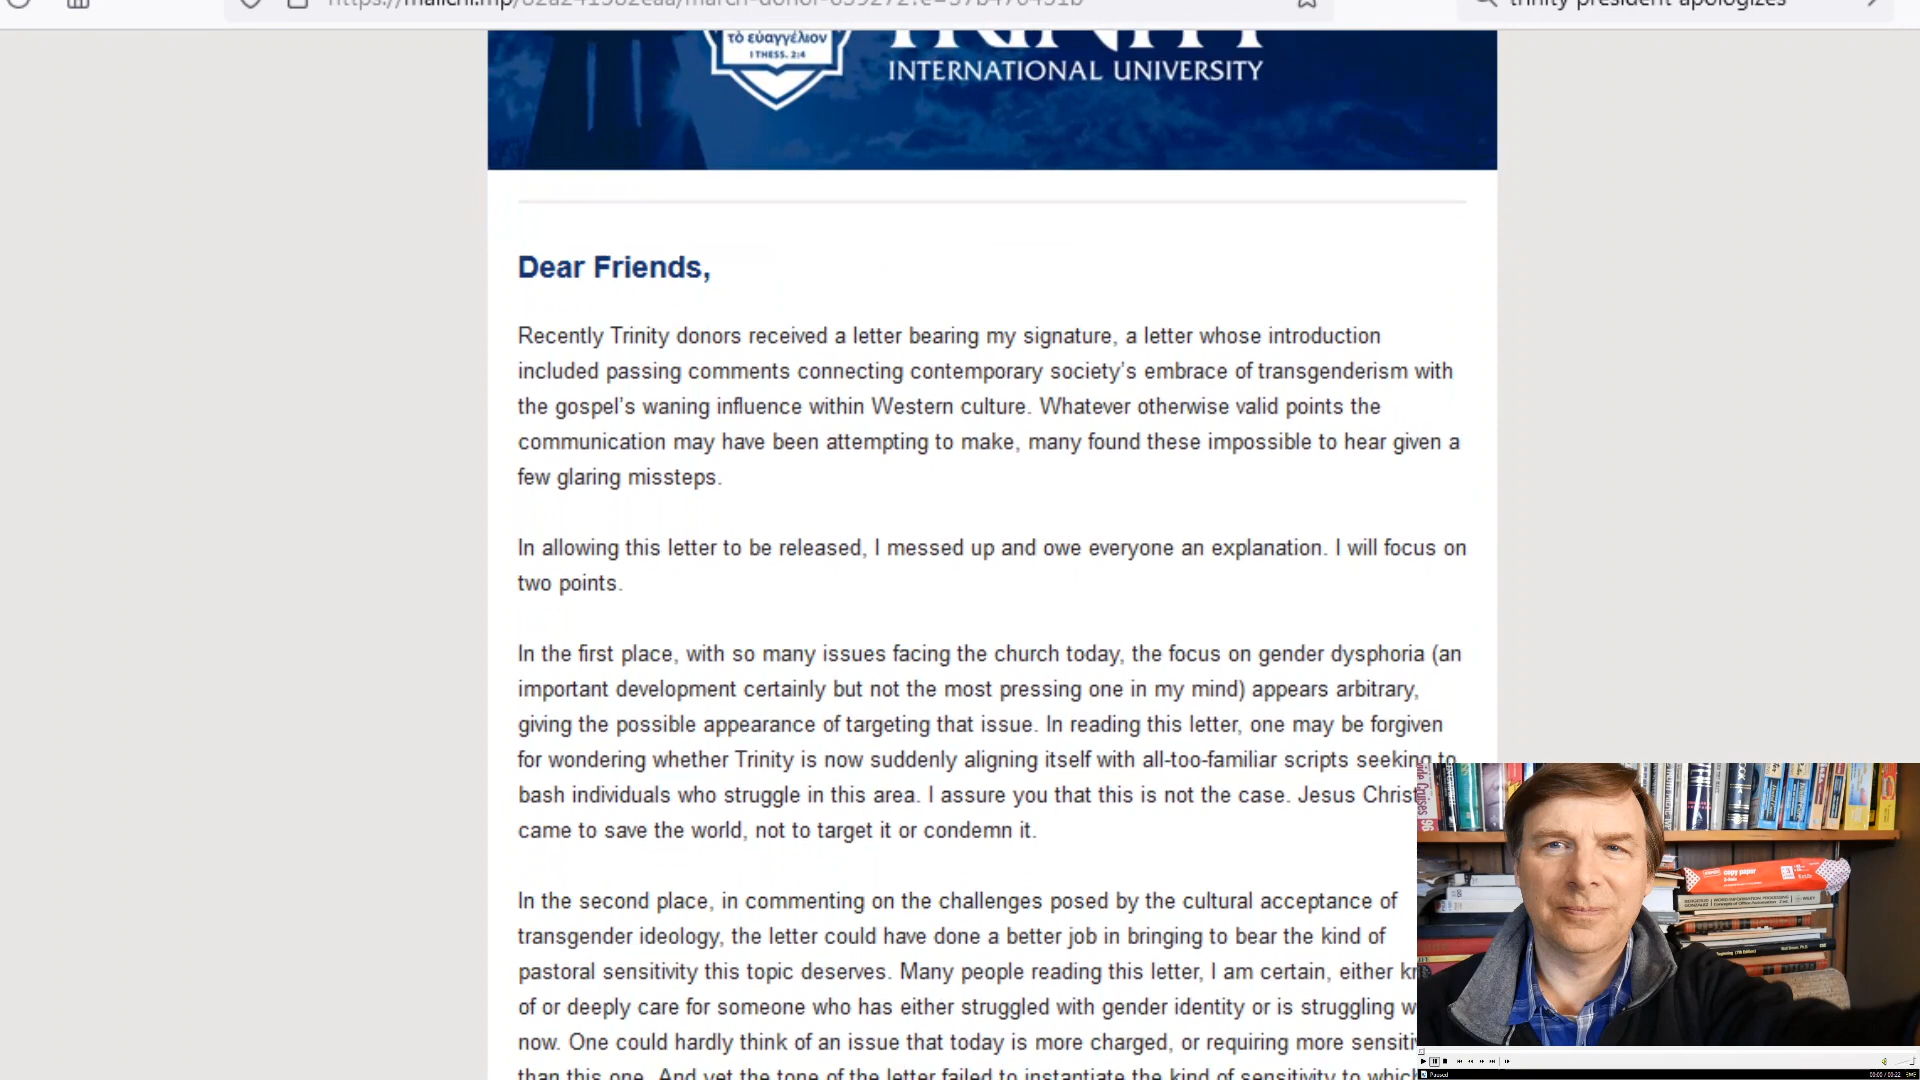 https://mailchi.mp/
trinity president apologizes
τὸ εὐαγγέλιον
I THESS. 2:4
TRINITY
INTERNATIONAL UNIVERSITY
Dear Friends,
Recently Trinity donors received a letter bearing my signature, a letter whose introduction
included passing comments connecting contemporary society’s embrace of transgenderism with
the gospel’s waning influence within Western culture. Whatever otherwise valid points the
communication may have been attempting to make, many found these impossible to hear given a
few glaring missteps.
In allowing this letter to be released, I messed up and owe everyone an explanation. I will focus on
two points.
In the first place, with so many issues facing the church today, the focus on gender dysphoria (an
important development certainly but not the most pressing one in my mind) appears arbitrary,
giving the possible appearance of targeting that issue. In reading this letter, one may be forgiven
for wondering whether Trinity is now suddenly aligning itself with all-too-familiar scripts seeking to
bash individuals who struggle in this area. I assure you that this is not the case. Jesus Christ
came to save the world, not to target it or condemn it.
In the second place, in commenting on the challenges posed by the cultural acceptance of
transgender ideology, the letter could have done a better job in bringing to bear the kind of
pastoral sensitivity this topic deserves. Many people reading this letter, I am certain, either
of or deeply care for someone who has either struggled with gender identity or is struggling
now. One could hardly think of an issue that today is more charged, or requiring more
than this one. And yet the tone of the letter failed to instantiate the kind of sensitivity to which
copy paper
Paused
00:00 / 00:22